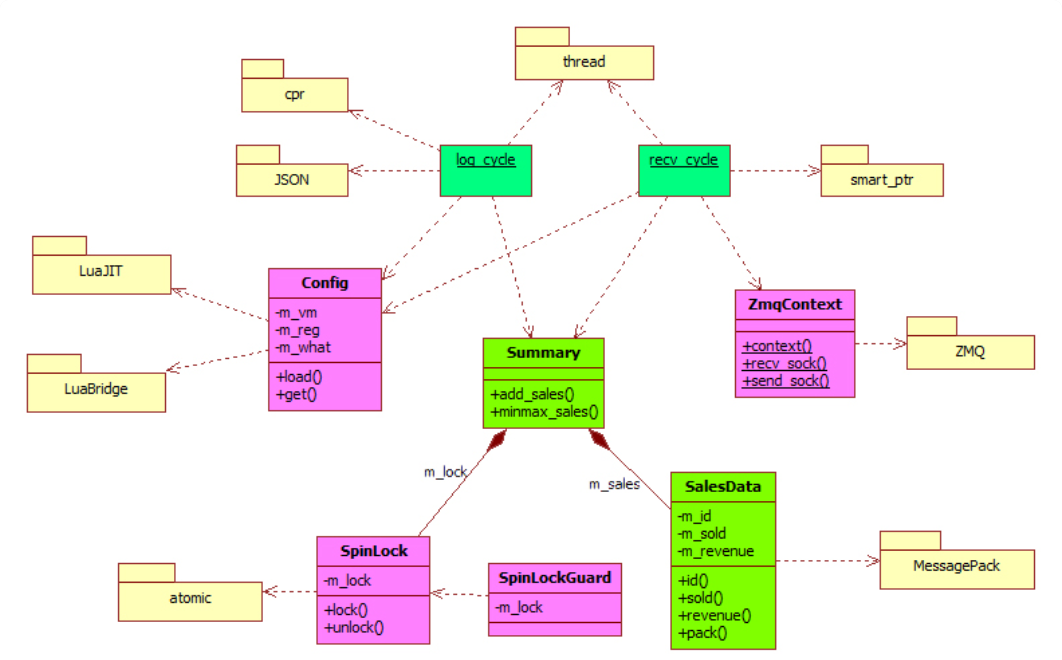 thread
cpr
log_cycle
recv_cycle
JSON
smart_ptr
LuaJIT
Config
-m_vm
-m_reg
-m_what
+load()
+get()
ZmqContext
+context()
+recv_sock()
+send_sock()
ZMQ
LuaBridge
Summary
+add_sales()
+minmax_sales()
m_lock
m_sales
SalesData
-m_id
-m_sold
-m_revenue
+id()
+sold()
+revenue()
+pack()
MessagePack
SpinLock
-m_lock
+lock()
+unlock()
SpinLockGuard
-m_lock
atomic